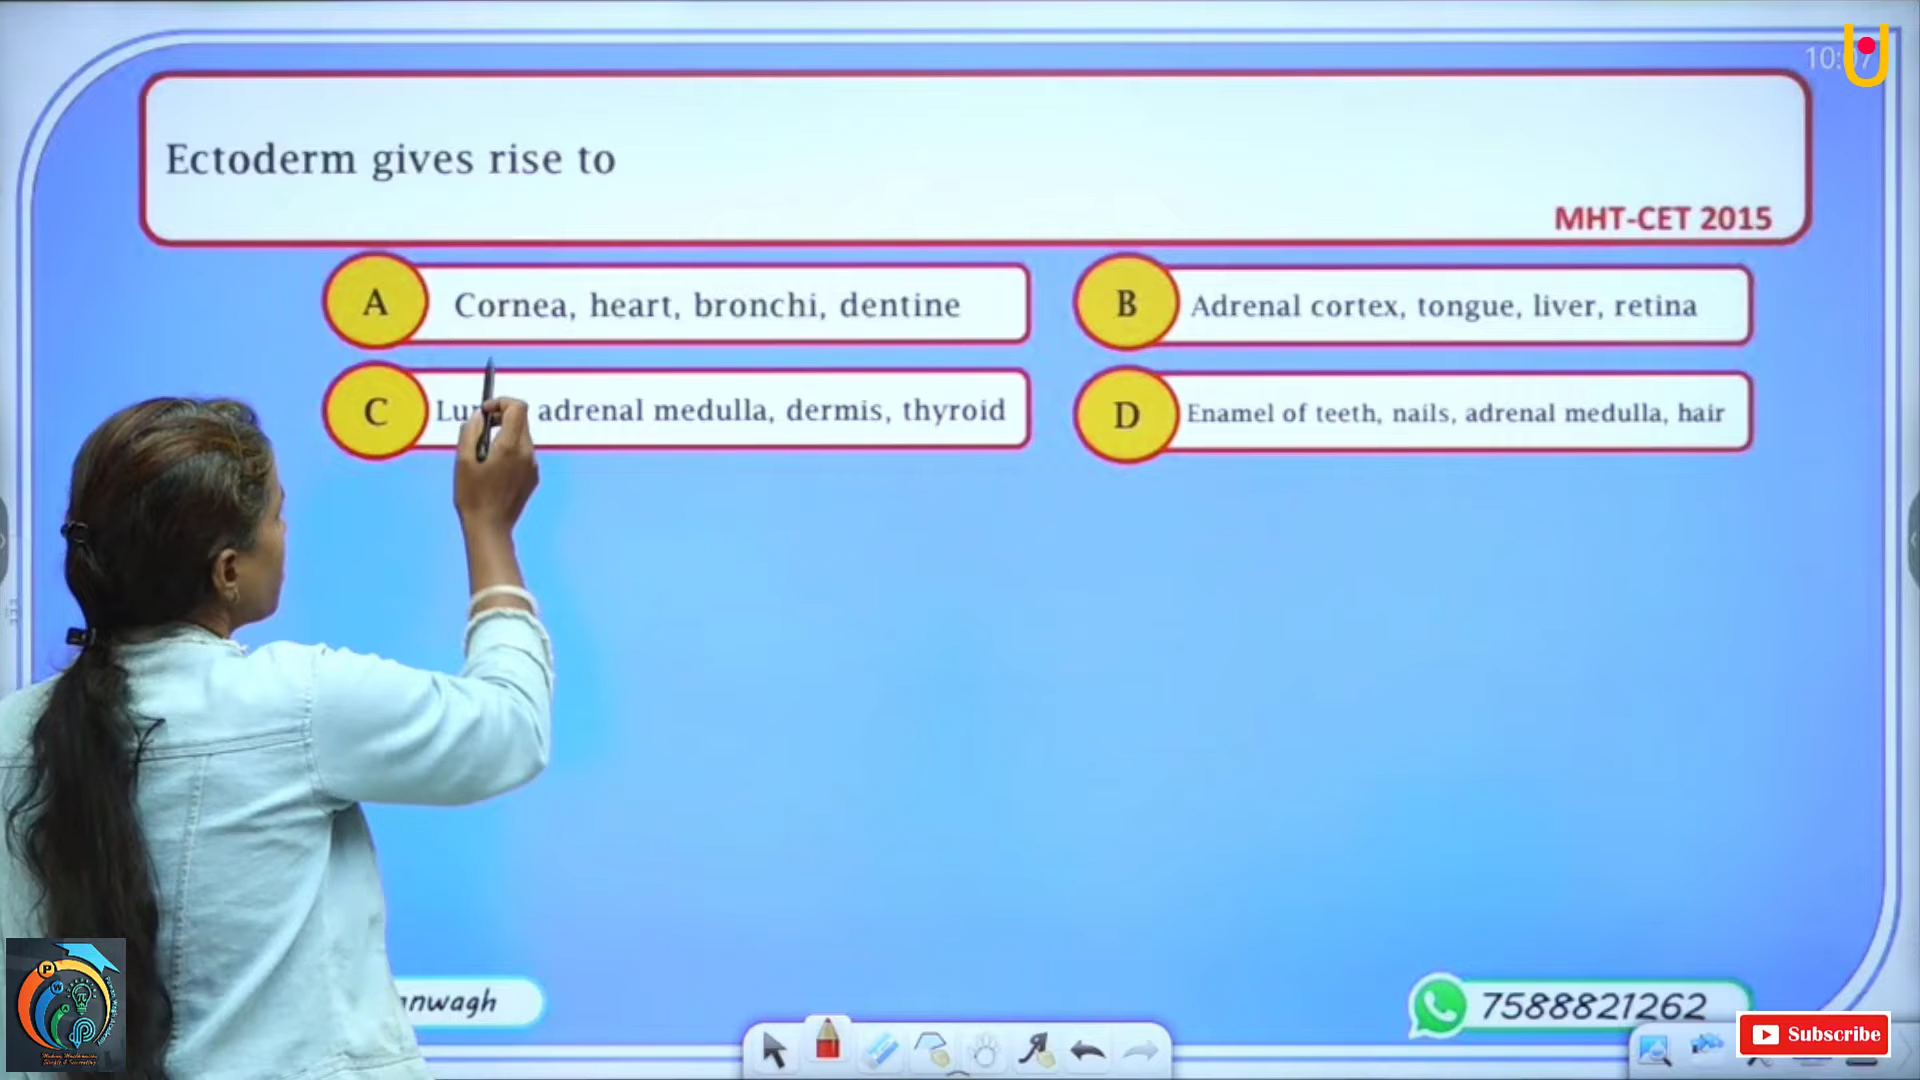 Ectoderm gives rise to
MHT-CET 2015
A Cornea, heart, bronchi, dentine
B Adrenal cortex, tongue, liver, retina
C adrenal medulla, dermis, thyroid
D Enamel of teeth, nails, adrenal medulla, hair
7588821262
Subscribe